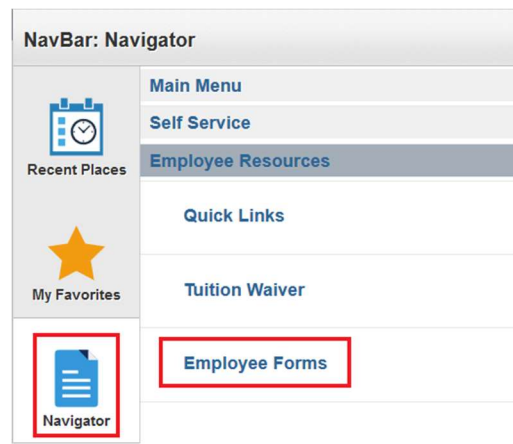 NavBar: Navigator
Main Menu
Self Service
Recent Places
Employee Resources
Quick Links
My Favorites
Tuition Waiver
Employee Forms
Navigator